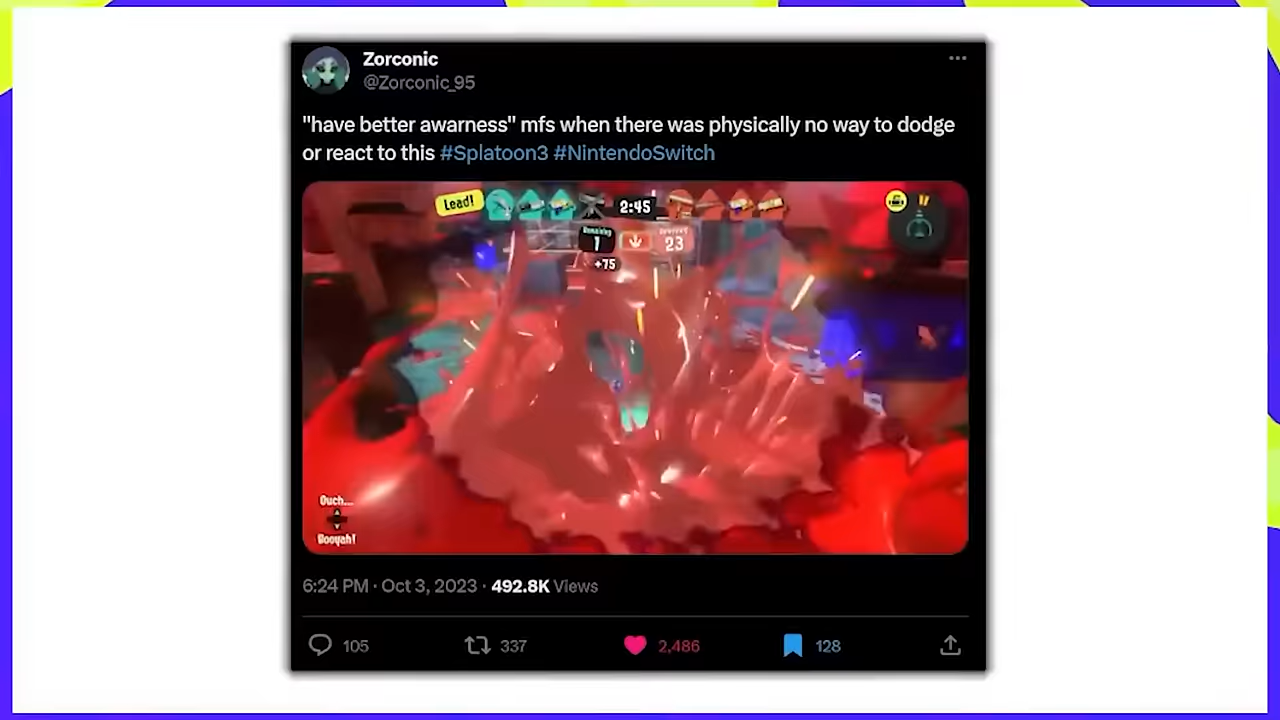 Zorconic
@Zorconic_95
"have better awarness" mfs when there was physically no way to dodge
or react to this #Splatoon3 #NintendoSwitch
Lead!
2:45
Remaining
1
23
+75
Ouch...
Booyah!
6:24 PM · Oct 3, 2023 · 492.8K Views
105 337 2,486 128